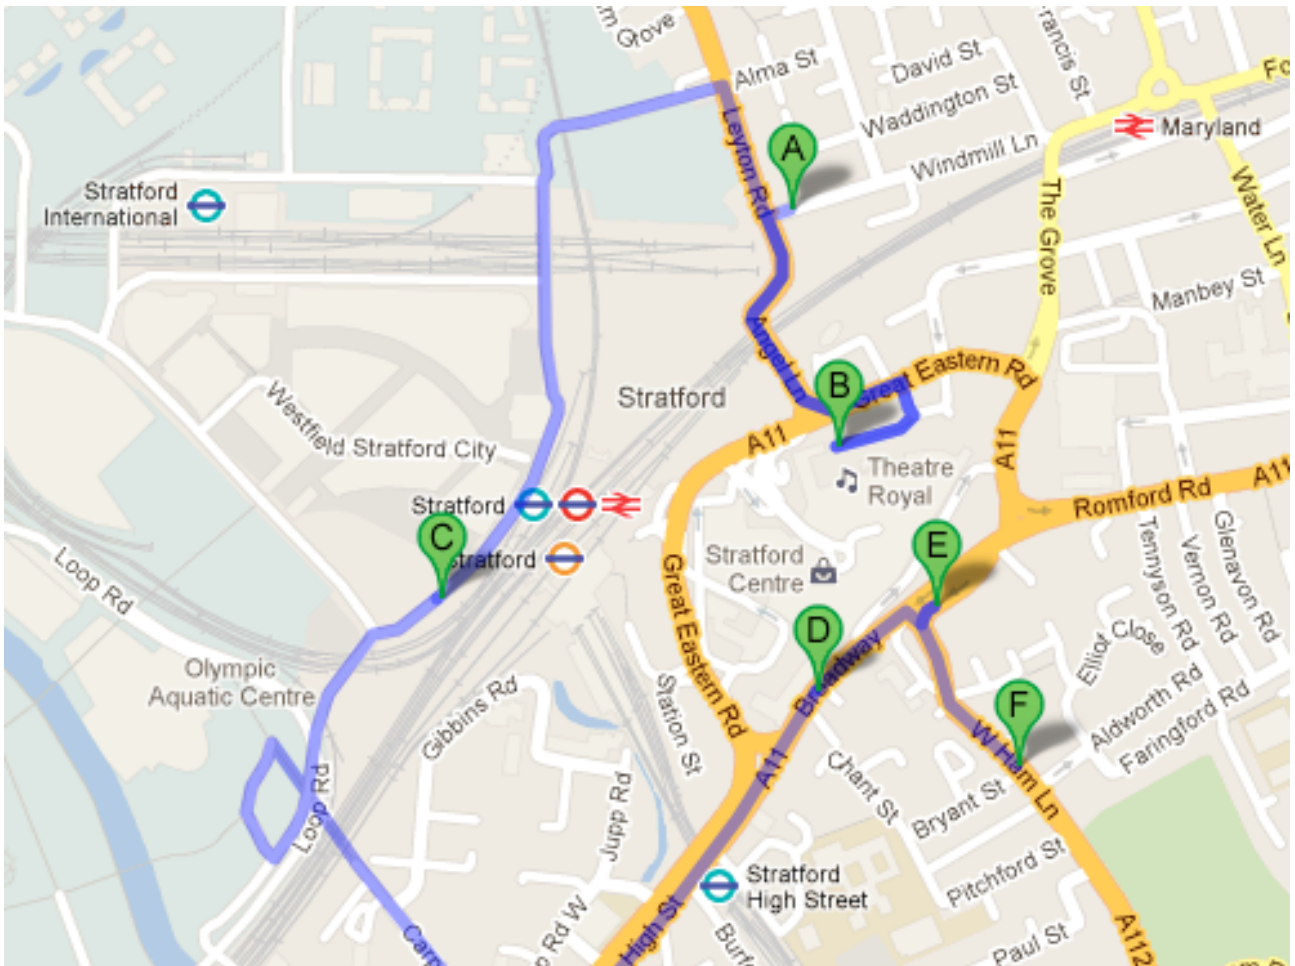 m Grove
Alma St
David St
Francis St
Fo
Waddington St
Maryland
Leyton Rd
A
Windmill Ln
Stratford
International
The Grove
Water Ln
Manbey St
Angel Ln
Great Eastern Rd
B
Stratford
Westfield Stratford City
A11
A11
A11
Theatre
Royal
Romford Rd
Stratford
C
Stratford
E
Stratford
Centre
Great Eastern Rd
Loop Rd
Tennyson Rd
Vernon Rd
Glenavon Rd
D
Broadway
Elliot Close
Olympic
Aquatic Centre
Gibbins Rd
Station St
F
W Ham Ln
Aldworth Rd
Faringford Rd
A11
Chant St
Bryant St
Loop Rd
Jupp Rd
Pitchford St
Stratford
High Street
High St
p Rd W
Carp
Burf
Paul St
A112